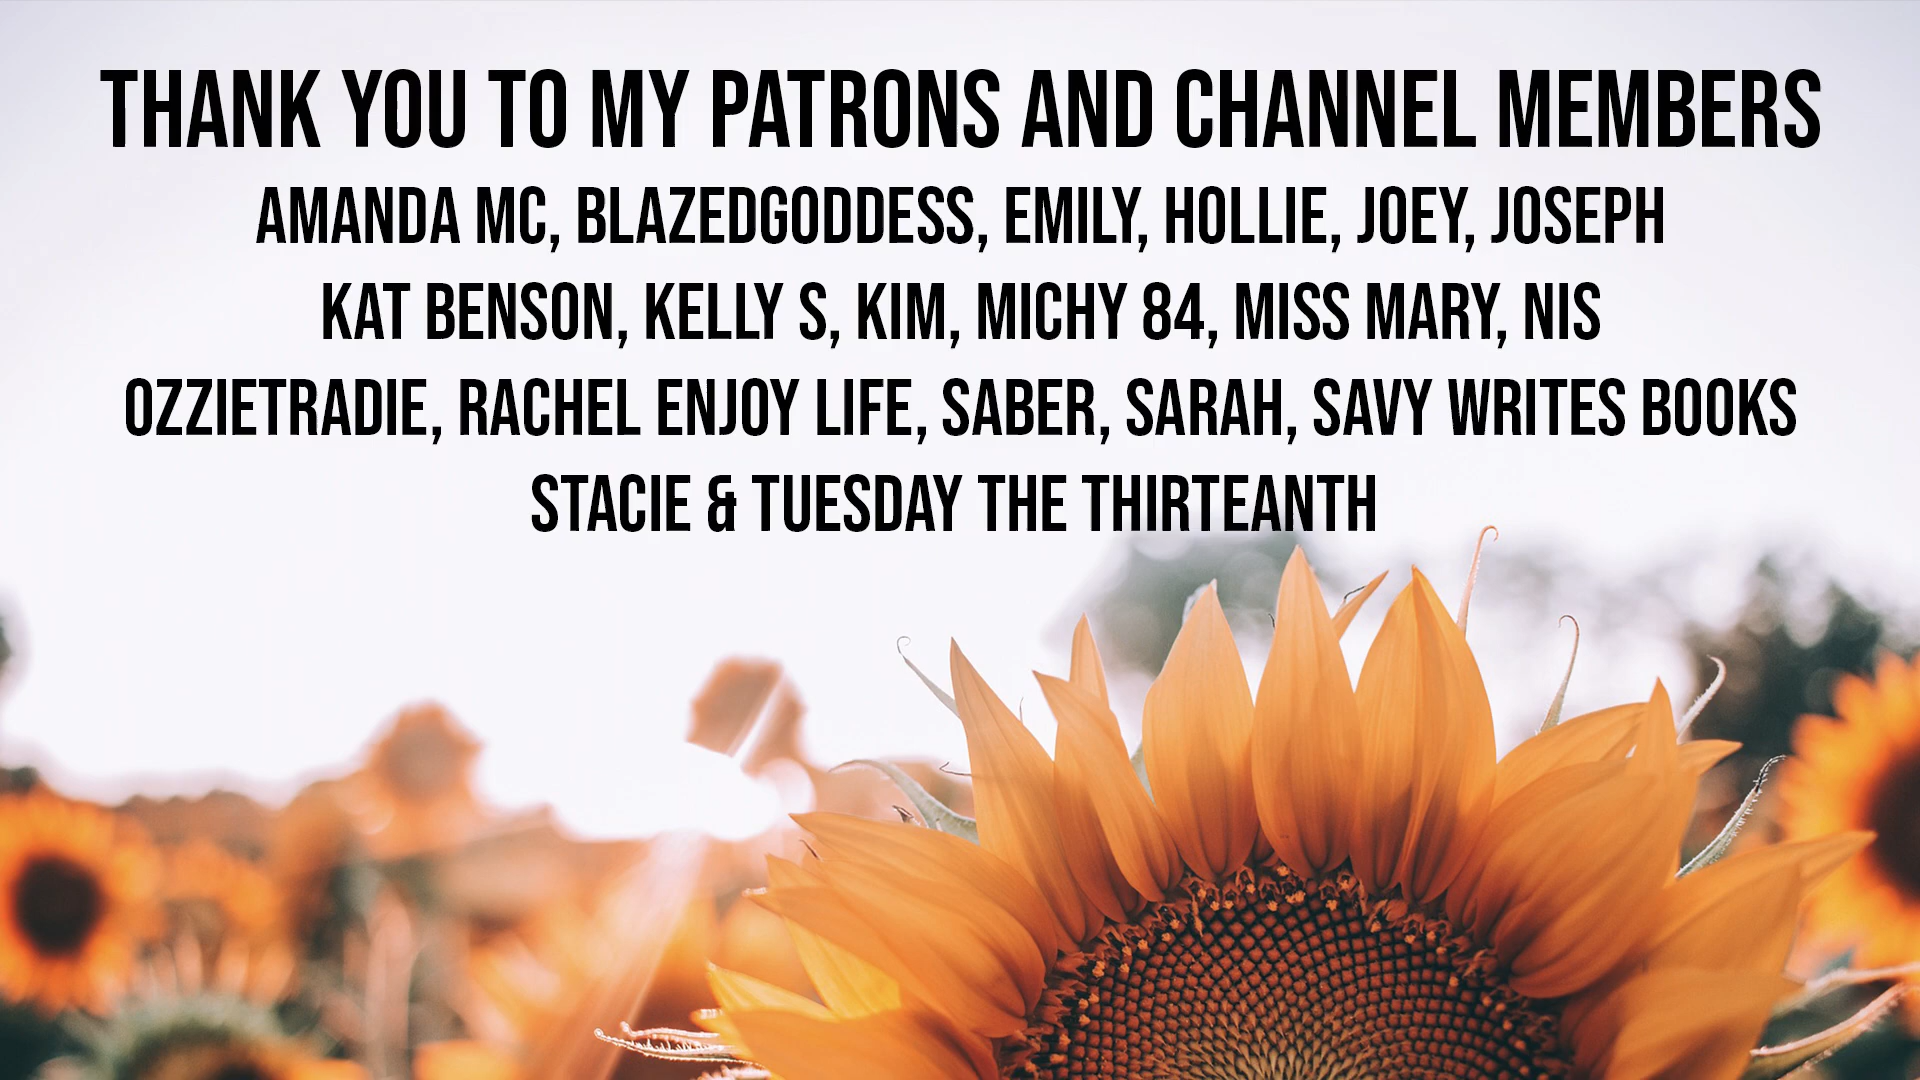 THANK YOU TO MY PATRONS AND CHANNEL MEMBERS
AMANDA MC, BLAZEDGODDESS, EMILY, HOLLIE, JOEY, JOSEPH
KAT BENSON, KELLY S, KIM, MICHY 84, MISS MARY, NIS
OZZIETRADIE, RACHEL ENJOY LIFE, SABER, SARAH, SAVY WRITES BOOKS
STACIE & TUESDAY THE THIRTEANTH